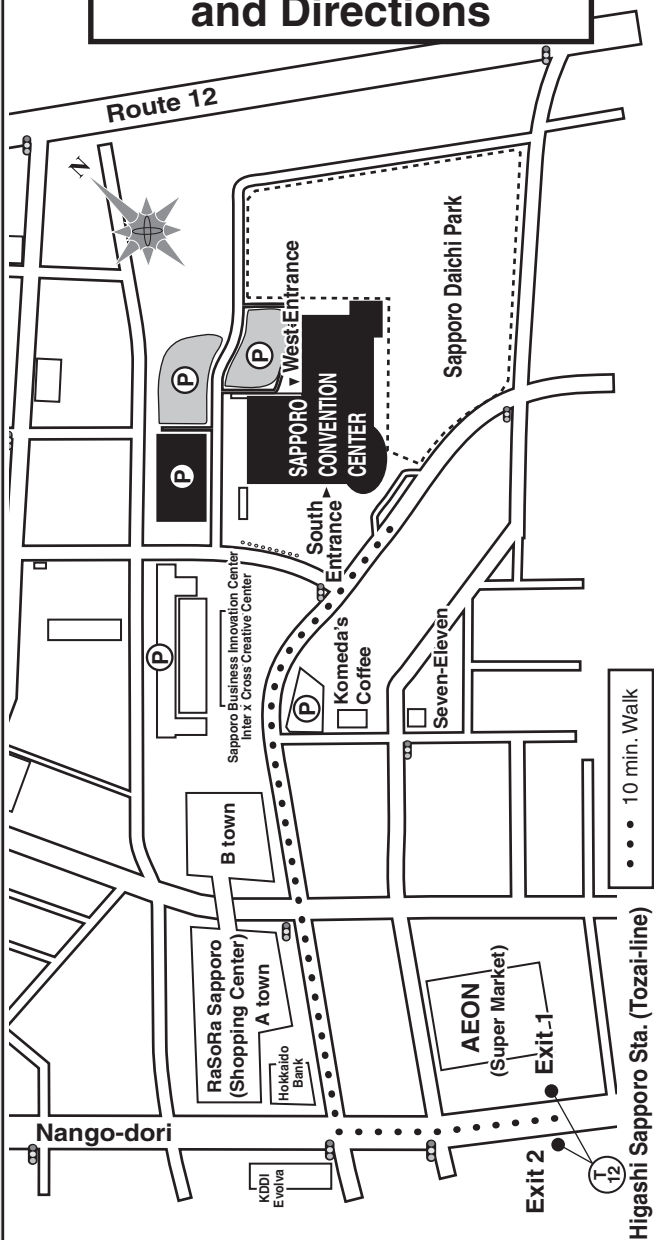 and Directions
Route 12
N
P
P
West Entrance
SAPPORO
CONVENTION
CENTER
Sapporo Daichi Park
P
South
Entrance
Sapporo Business Innovation Center
Inter x Cross Creative Center
P
P
Komeda's
Coffee
Seven-Eleven
B town
RaSoRa Sapporo
(Shopping Center)
A town
Hokkaido
Bank
AEON
(Super Market)
Exit 1
Nango-dori
KDDI
Evolva
Exit 2
T
12
Higashi Sapporo Sta. (Tozai-line)
10 min. Walk